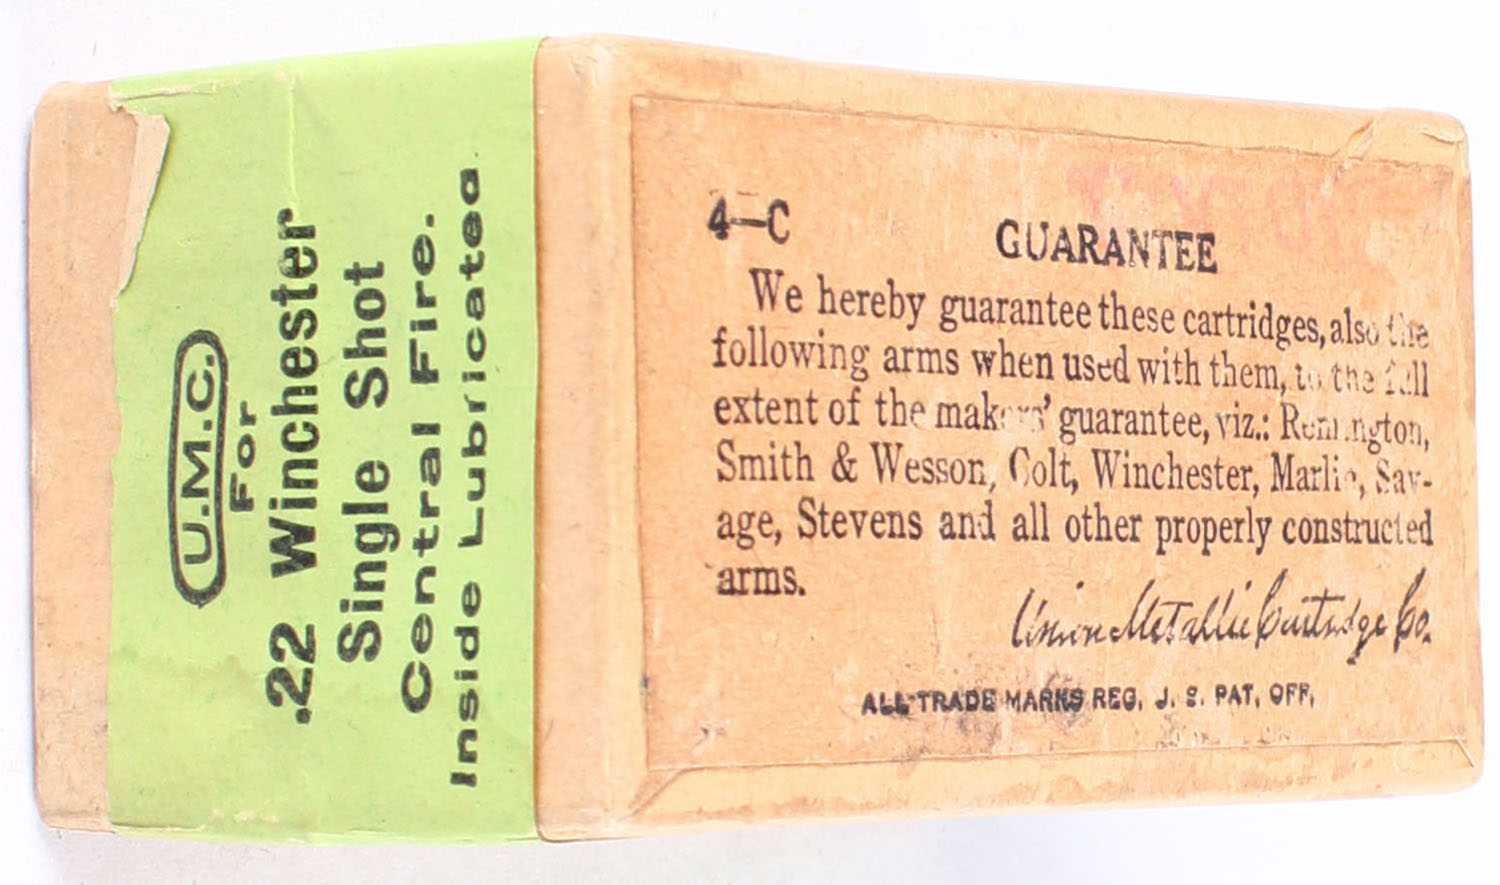 U.M.C.
For
.22 Winchester
Single Shot
Central Fire.
Inside Lubricated.
4-C
GUARANTEE
We hereby guarantee these cartridges, also the
following arms when used with them, to the full
extent of the makers' guarantee, viz.: Remington,
Smith & Wesson, Colt, Winchester, Marlin, Sav-
age, Stevens and all other properly constructed
arms.
Union Metallic Cartridge Co.
ALL TRADE MARKS REG. U. S. PAT. OFF.